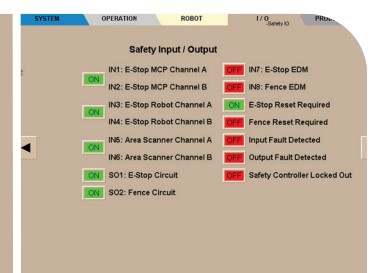 SYSTEM OPERATION ROBOT I / O
-Safety IO
Safety Input / Output
IN1: E-Stop MCP Channel A
ON
IN2: E-Stop MCP Channel B
IN3: E-Stop Robot Channel A
ON
IN4: E-Stop Robot Channel B
IN5: Area Scanner Channel A
ON
IN6: Area Scanner Channel B
ON SO1: E-Stop Circuit
ON SO2: Fence Circuit
OFF IN7: E-Stop EDM
OFF IN8: Fence EDM
ON E-Stop Reset Required
OFF Fence Reset Required
OFF Input Fault Detected
OFF Output Fault Detected
OFF Safety Controller Locked Out